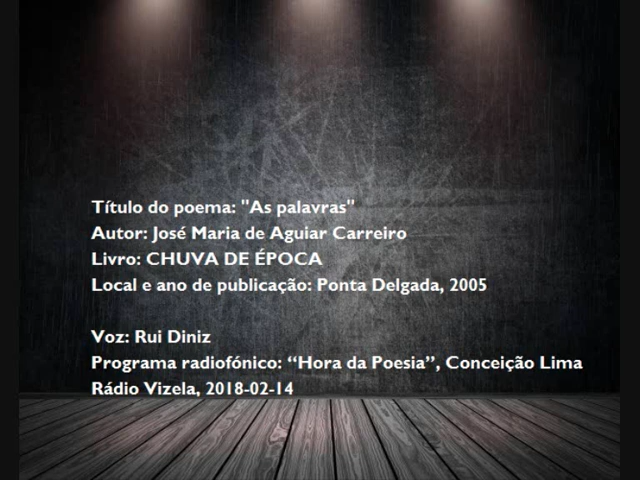 Título do poema: "As palavras"
Autor: José Maria de Aguiar Carreiro
Livro: CHUVA DE ÉPOCA
Local e ano de publicação: Ponta Delgada, 2005
Voz: Rui Diniz
Programa radiofónico: “Hora da Poesia”, Conceição Lima
Rádio Vizela, 2018-02-14